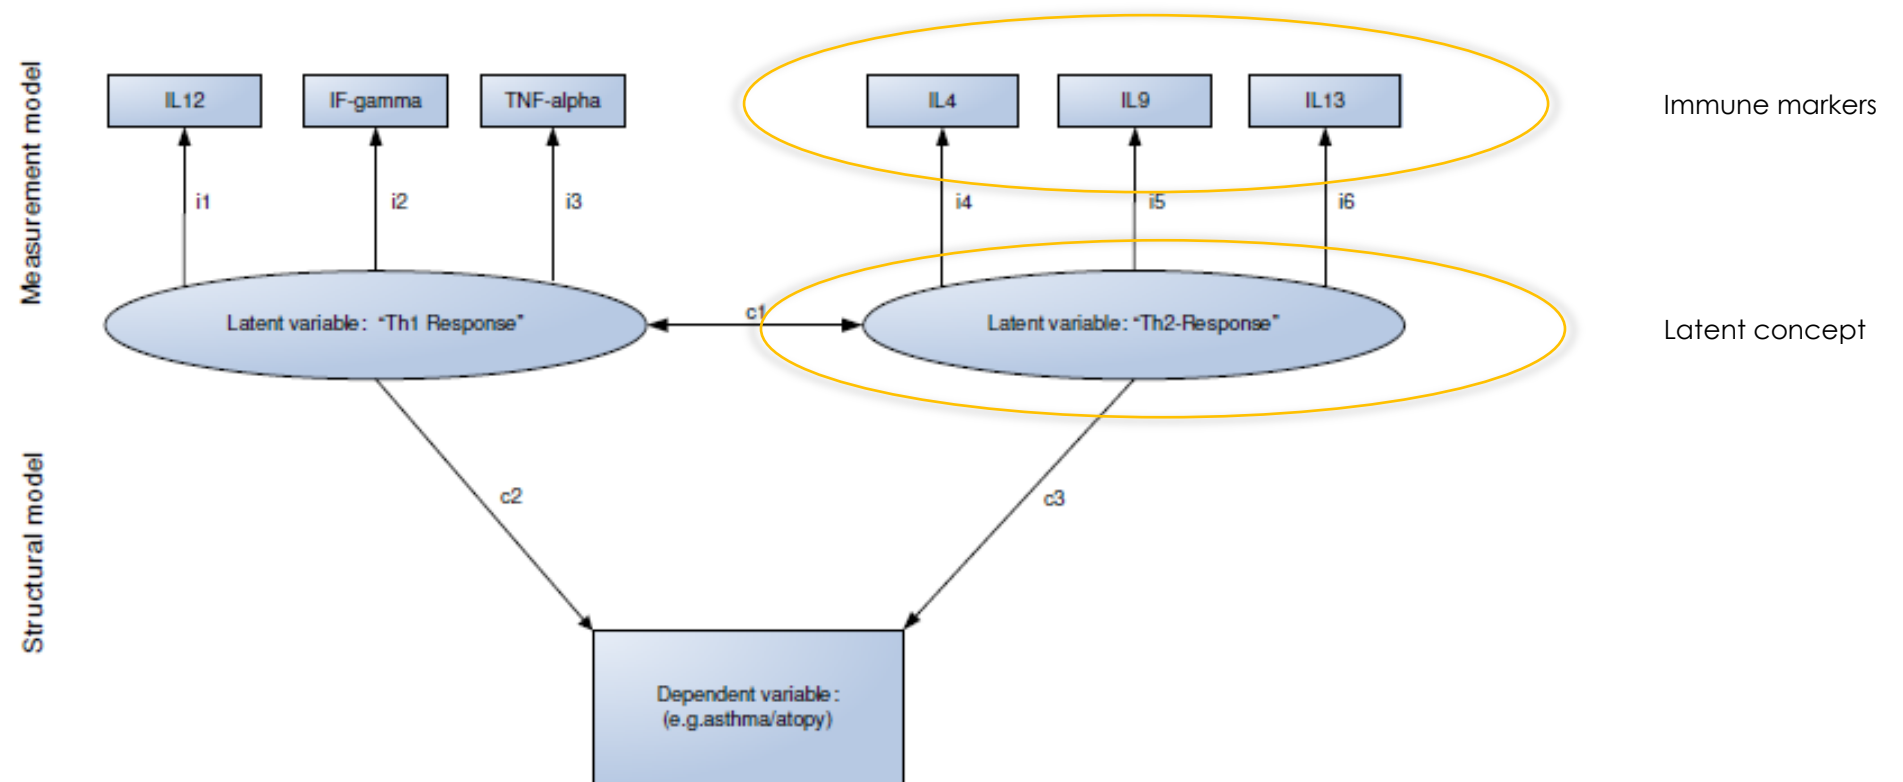 Measurement model
IL12
IF-gamma
TNF-alpha
IL4
IL9
IL13
Immune markers
i1
i2
i3
i4
i5
i6
Latent variable: “Th1 Response”
c1
Latent variable: “Th2-Response”
Latent concept
Structural model
c2
c3
Dependent variable:
(e.g.asthma/atopy)